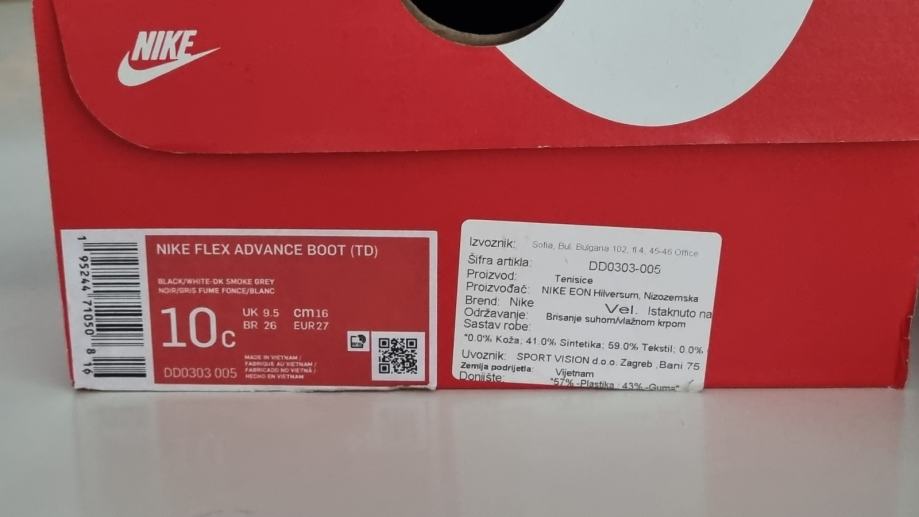 NIKE
1 95244 71050 8 16
NIKE FLEX ADVANCE BOOT (TD)
BLACK/WHITE-DK SMOKE GREY
NOIR/GRIS FUME FONCE/BLANC
10C
UK 9.5 cm16
BR 26 EUR27
DD0303 005
MADE IN VIETNAM /
FABRIQUE AU VIETNAM /
FABRICADO NO VIETNÃ /
HECHO EN VIETNAM
Izvoznik: Sofia, Bul. Bulgaria 102, fl.4, 45-46 Office
Šifra artikla: DD0303-005
Proizvod: Tenisice
Proizvođač: NIKE EON Hilversum, Nizozemska
Brend: Nike Vel. Istaknuto na
Održavanje: Brisanje suhom/vlažnom krpom
Sastav robe:
"0.0% Koža; 41.0% Sintetika; 59.0% Tekstil; 0.0%
Uvoznik: SPORT VISION d.o.o. Zagreb ,Bani 75
Zemlja podrijetla: Vijetnam
Donjište: "57% -Plastika ; 43% -Guma"